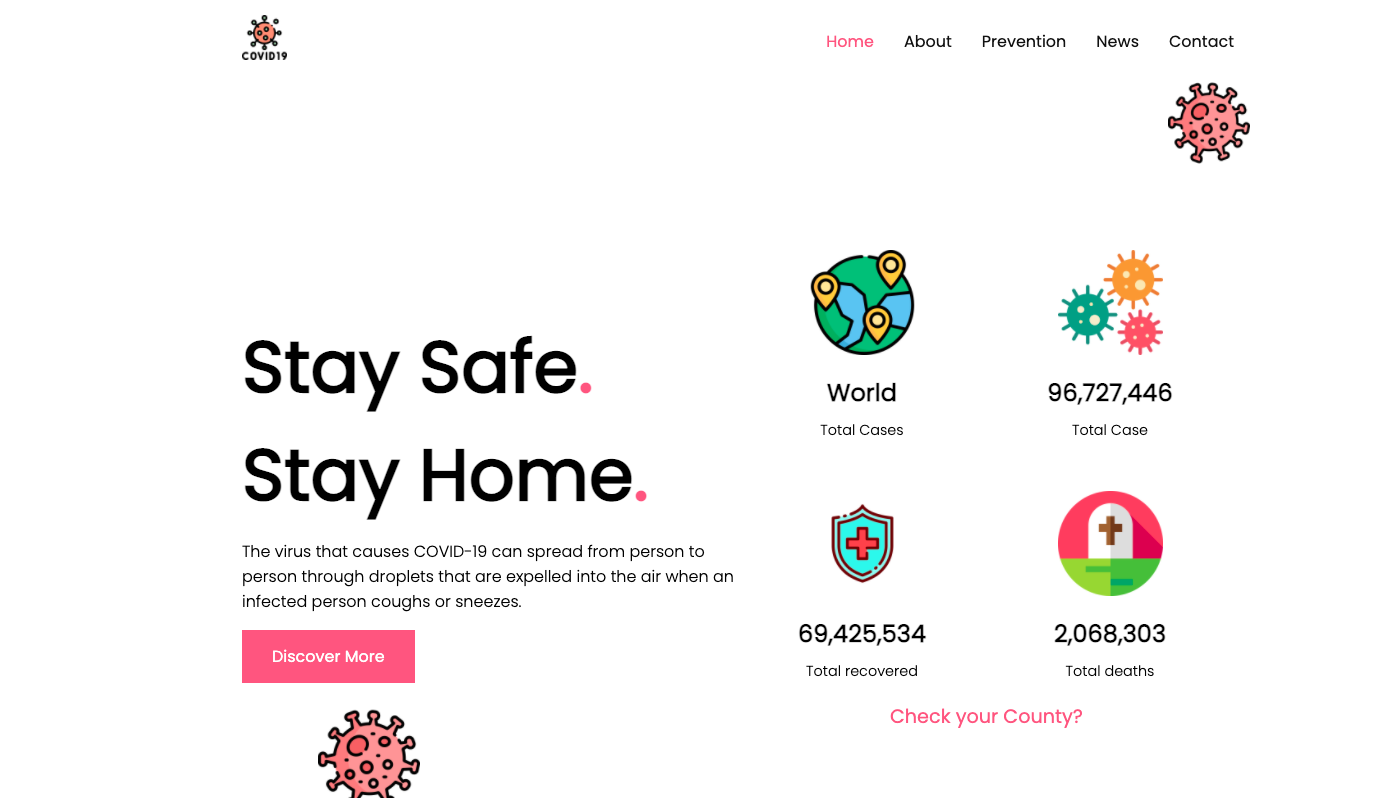 COVID19
Home About Prevention News Contact
Stay Safe.
Stay Home.
The virus that causes COVID-19 can spread from person to
person through droplets that are expelled into the air when an
infected person coughs or sneezes.
Discover More
World
Total Cases
96,727,446
Total Case
69,425,534
Total recovered
2,068,303
Total deaths
Check your County?